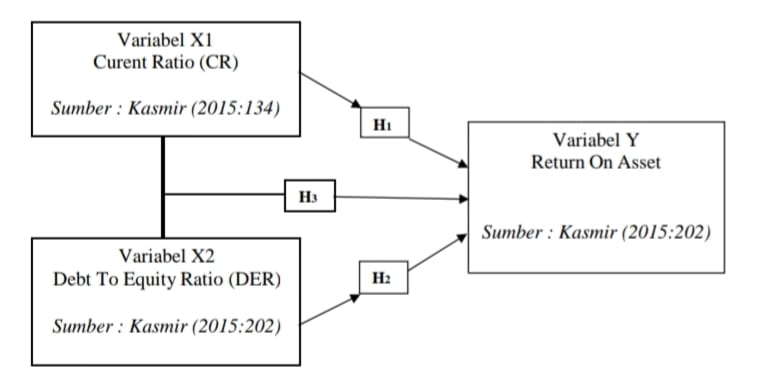 Variabel X1
Curent Ratio (CR)
Sumber : Kasmir (2015:134)
H1
Variabel Y
Return On Asset
Sumber : Kasmir (2015:202)
H3
Variabel X2
Debt To Equity Ratio (DER)
Sumber : Kasmir (2015:202)
H2